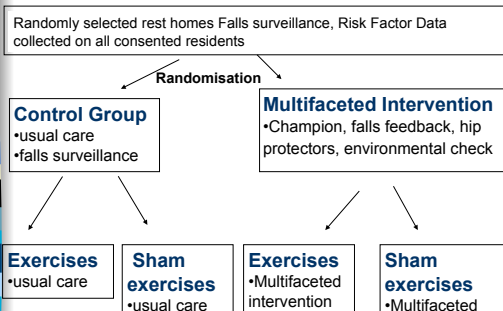 Randomly selected rest homes Falls surveillance, Risk Factor Data
collected on all consented residents
Randomisation
Control Group
•usual care
•falls surveillance
Multifaceted Intervention
•Champion, falls feedback, hip
protectors, environmental check
Exercises
•usual care
Sham
exercises
•usual care
Exercises
•Multifaceted
intervention
Sham
exercises
•Multifaceted